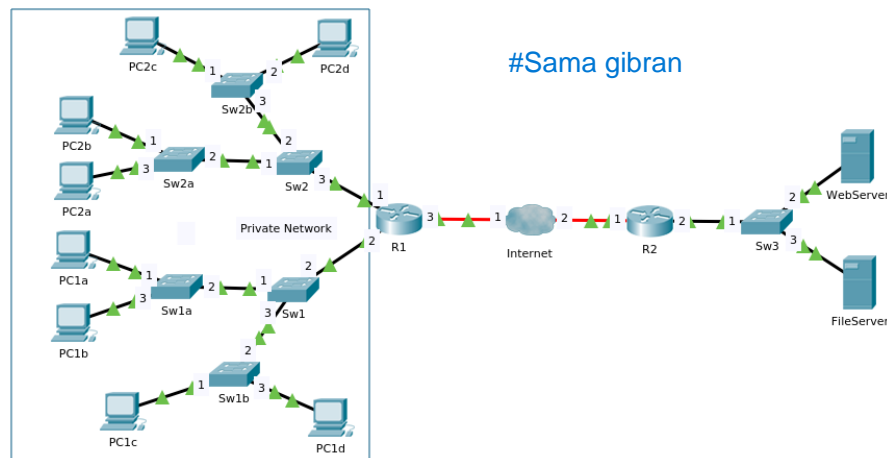 #Sama gibran
PC2c
1
2
PC2d
Sw2b
3
PC2b
1
2
2
1
Sw2
3
Sw2a
3
PC2a
1
Private Network
R1
3
1
Internet
2
1
R2
2
1
Sw3
2
WebServer
3
FileServer
2
PC1a
1
2
1
2
Sw1
3
Sw1a
3
PC1b
2
1
Sw1b
3
PC1c
PC1d